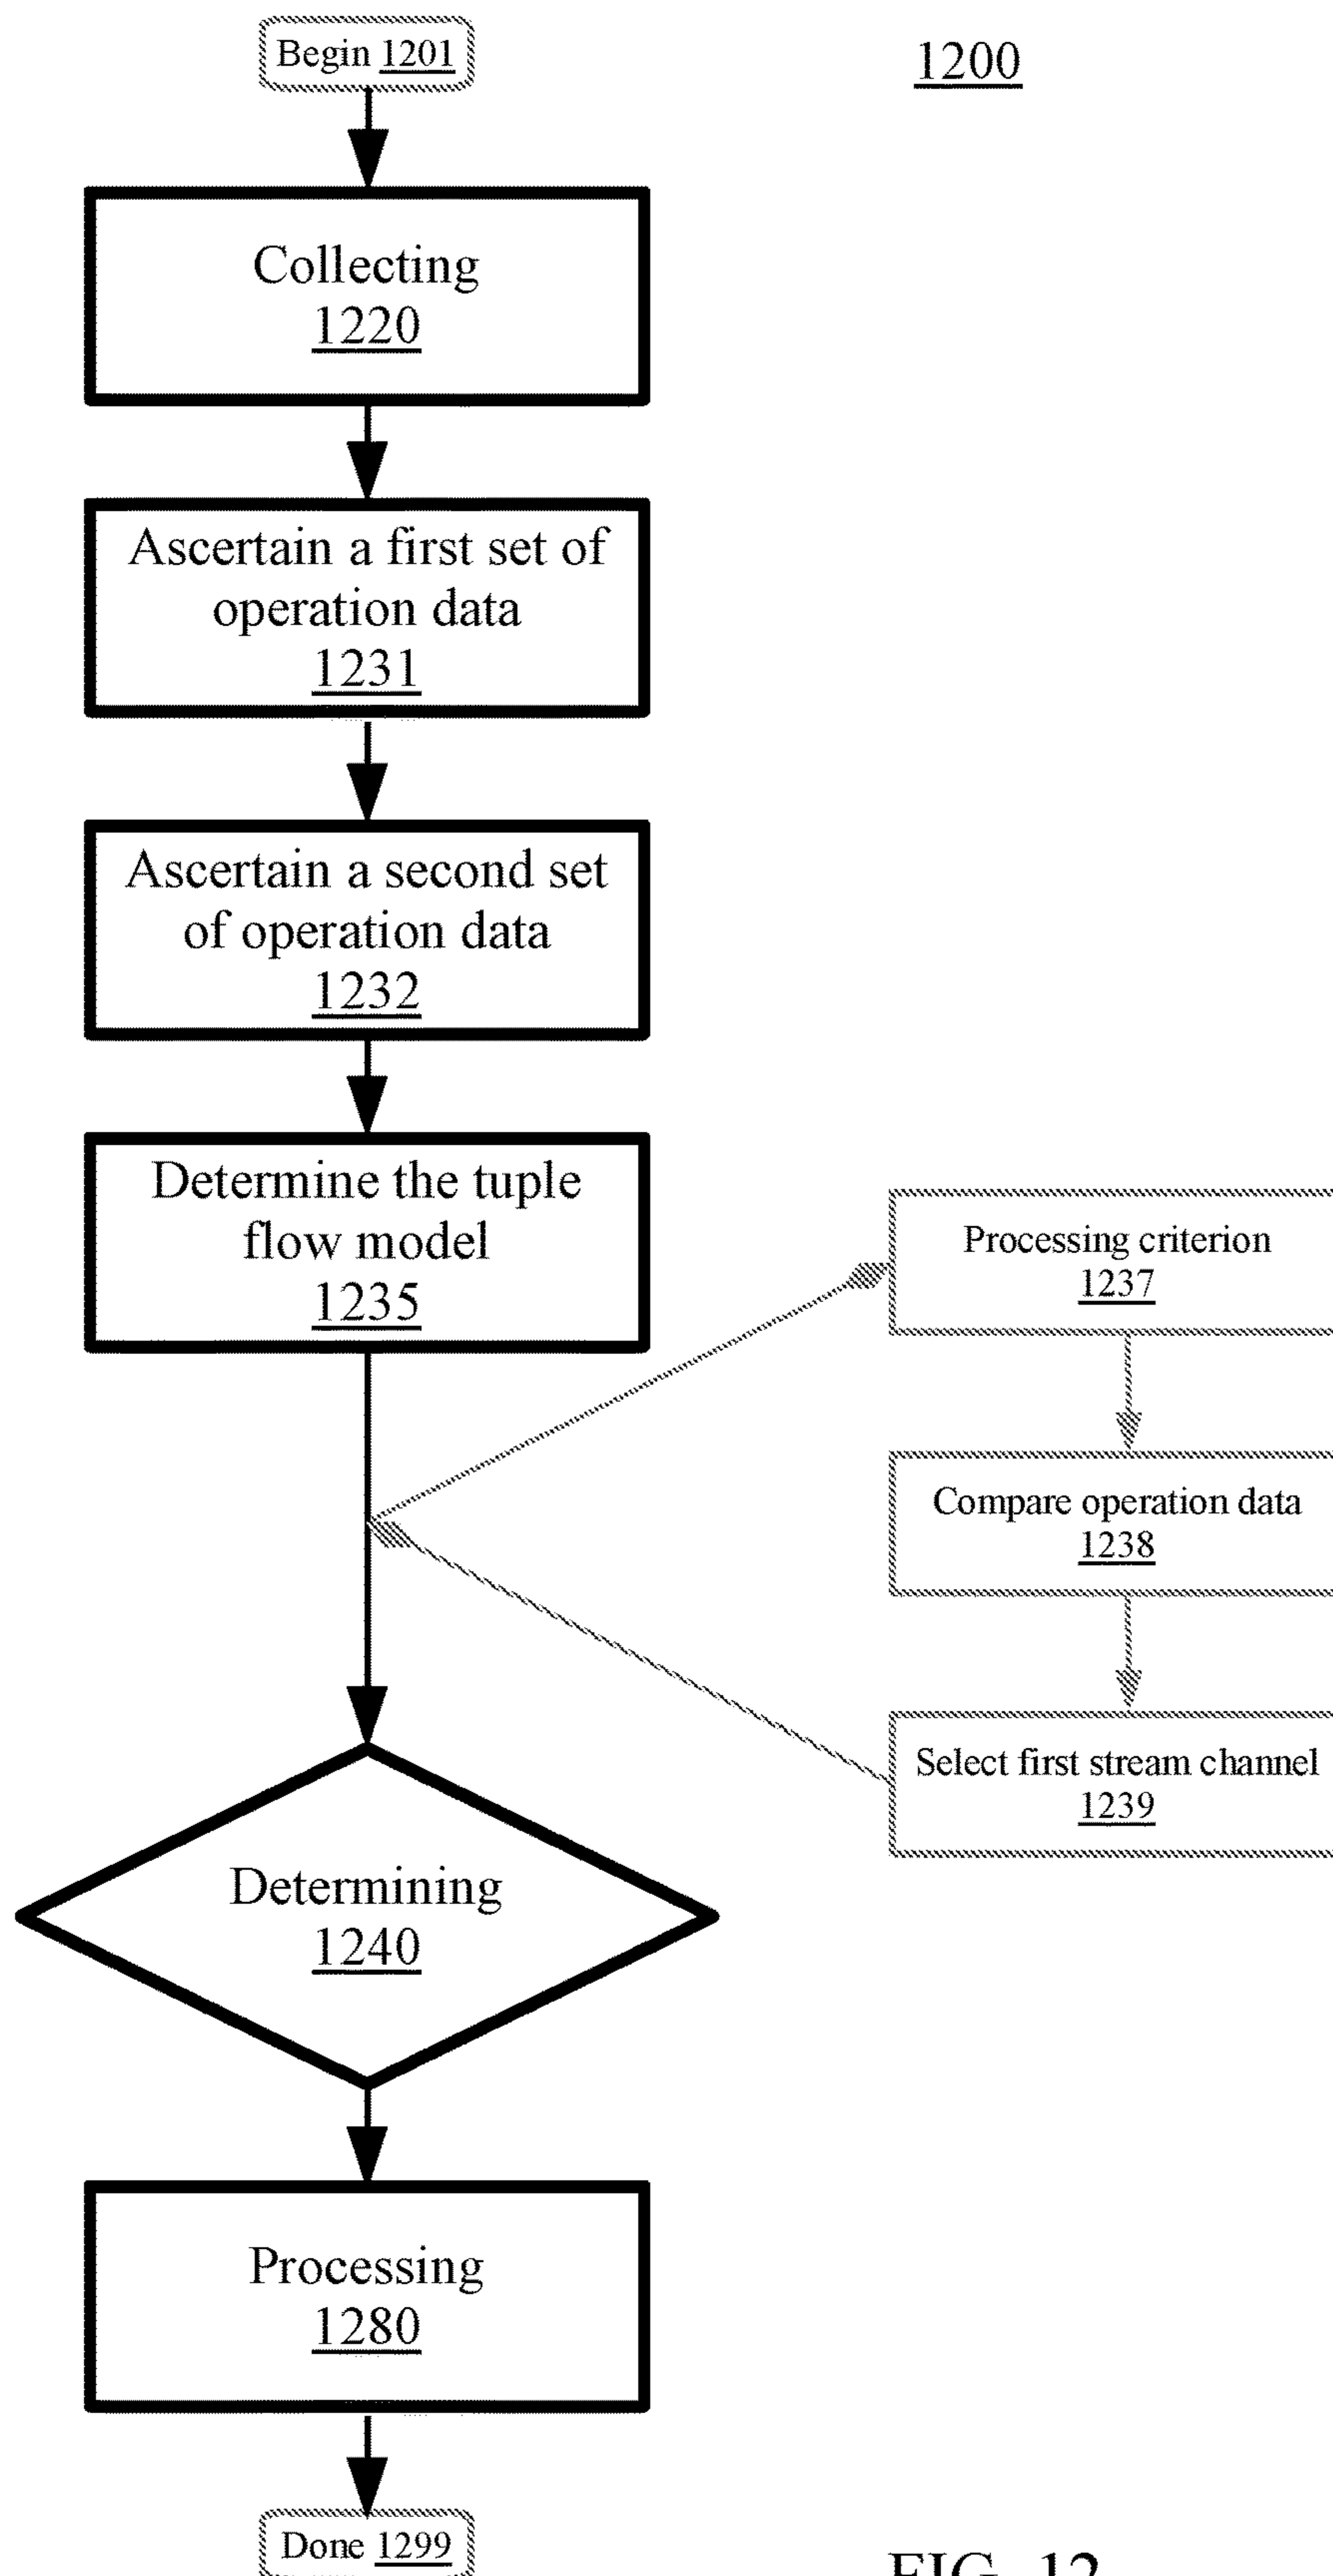 Begin 1201
1200
Collecting
1220
Ascertain a first set of
operation data
1231
Ascertain a second set
of operation data
1232
Determine the tuple
flow model
1235
Processing criterion
1237
Compare operation data
1238
Select first stream channel
1239
Determining
1240
Processing
1280
Done 1299
FIG. 12